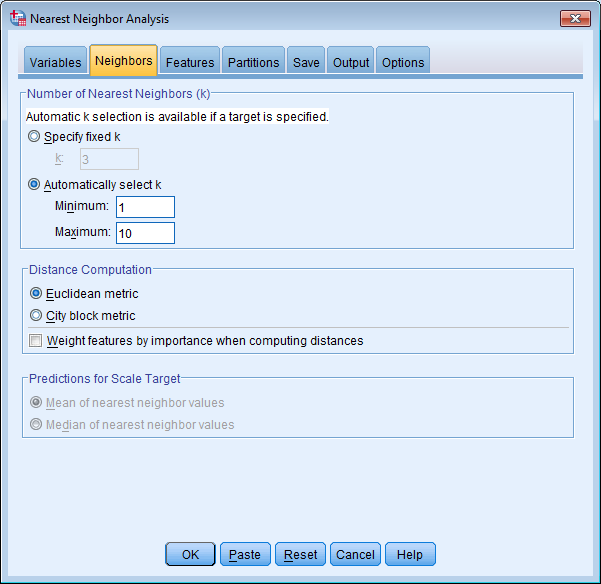 Nearest Neighbor Analysis
Variables Neighbors Features Partitions Save Output Options
Number of Nearest Neighbors (k)
Automatic k selection is available if a target is specified.
Specify fixed k
k: 3
Automatically select k
Minimum: 1
Maximum: 10
Distance Computation
Euclidean metric
City block metric
Weight features by importance when computing distances
Predictions for Scale Target
Mean of nearest neighbor values
Median of nearest neighbor values
OK Paste Reset Cancel Help